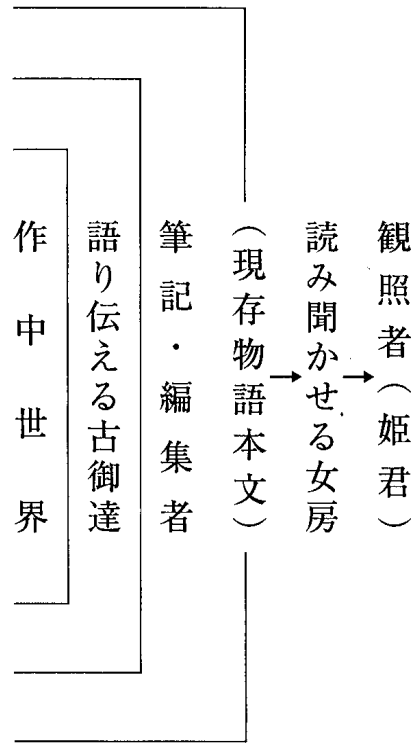 観照者（姫君）
読み聞かせる女房
（現存物語本文）
筆記・編集者
語り伝える古御達
作中世界